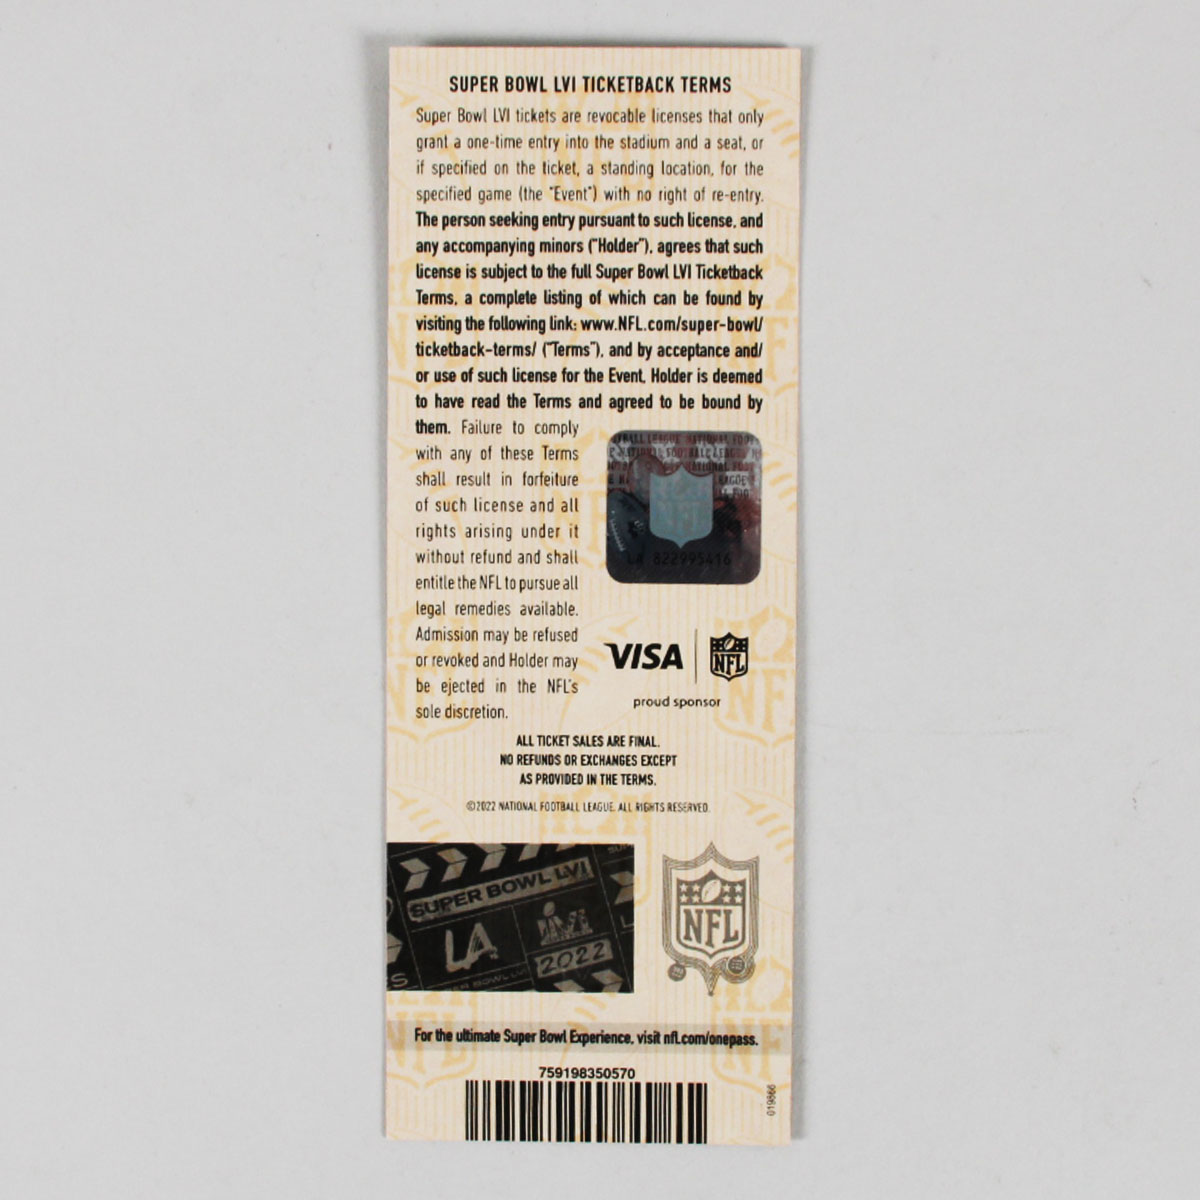 SUPER BOWL LVI TICKETBACK TERMS
Super Bowl LVI tickets are revocable licenses that only
grant a one-time entry into the stadium and a seat, or
if specified on the ticket, a standing location, for the
specified game (the "Event") with no right of re-entry.
The person seeking entry pursuant to such license, and
any accompanying minors ("Holder"), agrees that such
license is subject to the full Super Bowl LVI Ticketback
Terms, a complete listing of which can be found by
visiting the following link: www.NFL.com/super-bowl/
ticketback-terms/ ("Terms"), and by acceptance and/
or use of such license for the Event, Holder is deemed
to have read the Terms and agreed to be bound by
them. Failure to comply
with any of these Terms
shall result in forfeiture
of such license and all
rights arising under it
without refund and shall
entitle the NFL to pursue all
legal remedies available.
Admission may be refused
or revoked and Holder may
be ejected in the NFL's
sole discretion.
NFL
LA 822995416
VISA
NFL
proud sponsor
ALL TICKET SALES ARE FINAL.
NO REFUNDS OR EXCHANGES EXCEPT
AS PROVIDED IN THE TERMS.
©2022 NATIONAL FOOTBALL LEAGUE. ALL RIGHTS RESERVED.
SUPER BOWL LVI
LA
LVI
2022
NFL
For the ultimate Super Bowl Experience, visit nfl.com/onepass.
759198350570
019866